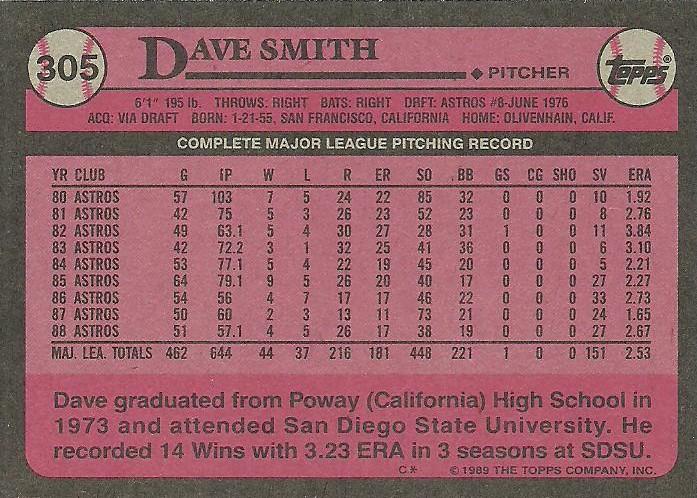 305 DAVE SMITH PITCHER Topps®
6'1" 195 lb. THROWS: RIGHT BATS: RIGHT DRFT: ASTROS #8-JUNE 1976
ACQ: VIA DRAFT BORN: 1-21-55, SAN FRANCISCO, CALIFORNIA HOME: OLIVENHAIN, CALIF.
COMPLETE MAJOR LEAGUE PITCHING RECORD
YR CLUB G IP W L R ER SO BB GS CG SHO SV ERA
80 ASTROS 57 103 7 5 24 22 85 32 0 0 0 10 1.92
81 ASTROS 42 75 5 3 26 23 52 23 0 0 0 8 2.76
82 ASTROS 49 63.1 5 4 30 27 28 31 1 0 0 11 3.84
83 ASTROS 42 72.2 3 1 32 25 41 36 0 0 0 6 3.10
84 ASTROS 53 77.1 5 4 22 19 45 20 0 0 0 5 2.21
85 ASTROS 64 79.1 9 5 26 20 40 17 0 0 0 27 2.27
86 ASTROS 54 56 4 7 17 17 46 22 0 0 0 33 2.73
87 ASTROS 50 60 2 3 13 11 73 21 0 0 0 24 1.65
88 ASTROS 51 57.1 4 5 26 17 38 19 0 0 0 27 2.67
MAJ. LEA. TOTALS 462 644 44 37 216 181 448 221 1 0 0 151 2.53
Dave graduated from Poway (California) High School in
1973 and attended San Diego State University. He
recorded 14 Wins with 3.23 ERA in 3 seasons at SDSU.
C* © 1989 THE TOPPS COMPANY, INC.